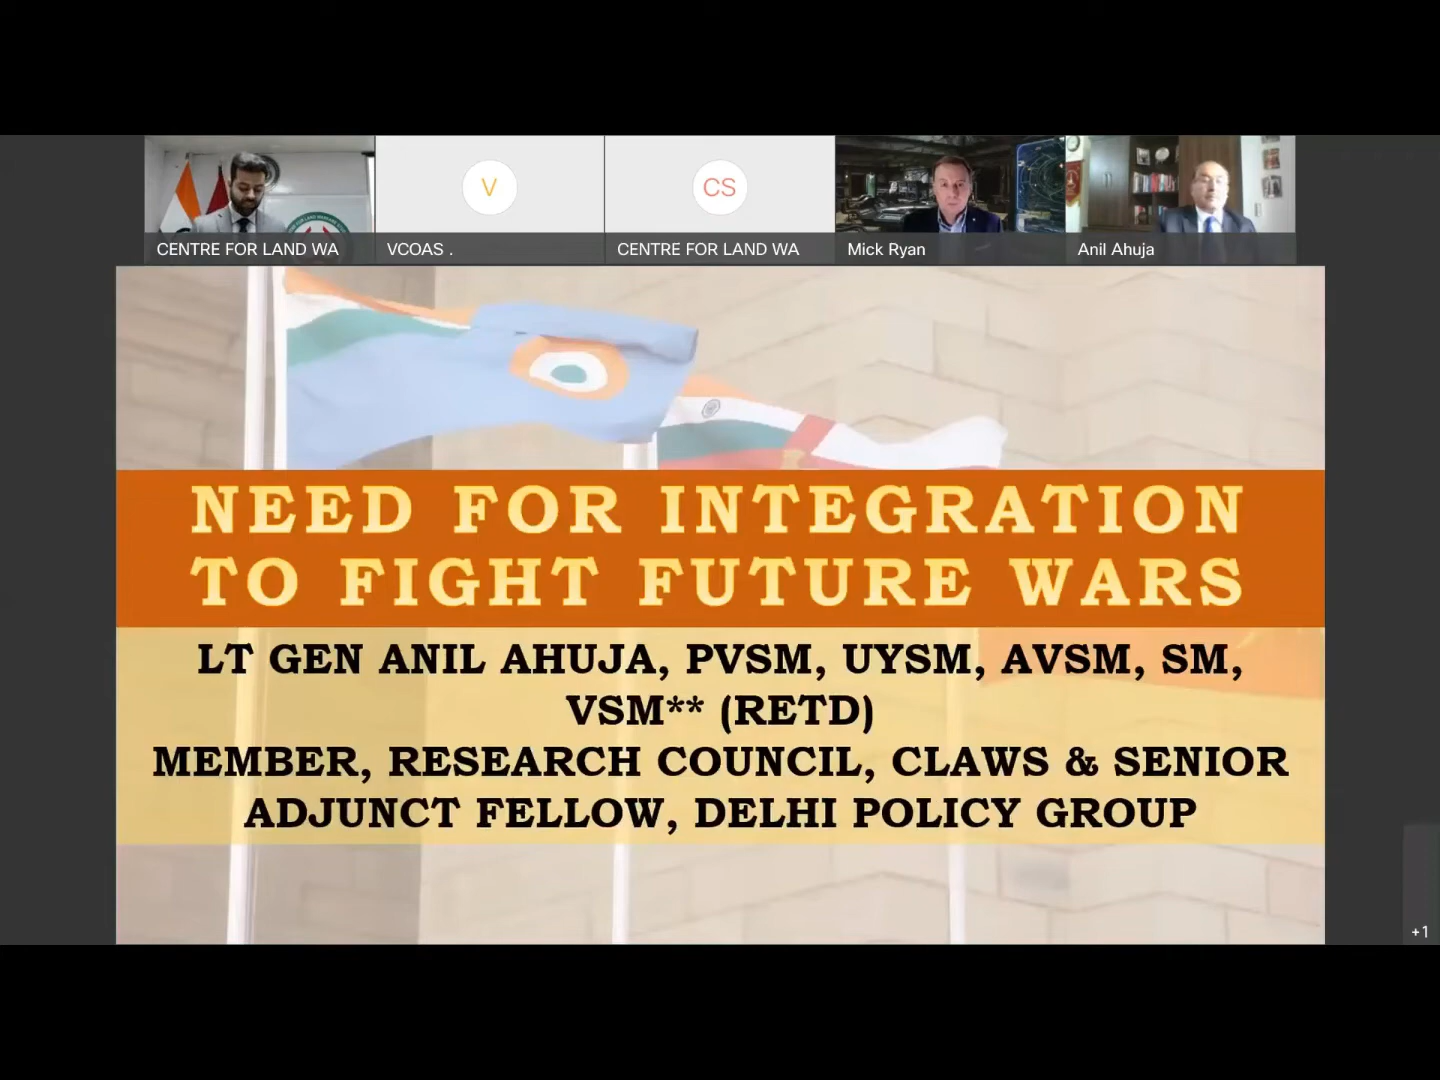 V
CS
CENTRE FOR LAND WA
VCOAS .
CENTRE FOR LAND WA
Mick Ryan
Anil Ahuja
NEED FOR INTEGRATION
TO FIGHT FUTURE WARS
LT GEN ANIL AHUJA, PVSM, UYSM, AVSM, SM,
VSM** (RETD)
MEMBER, RESEARCH COUNCIL, CLAWS & SENIOR
ADJUNCT FELLOW, DELHI POLICY GROUP
+1